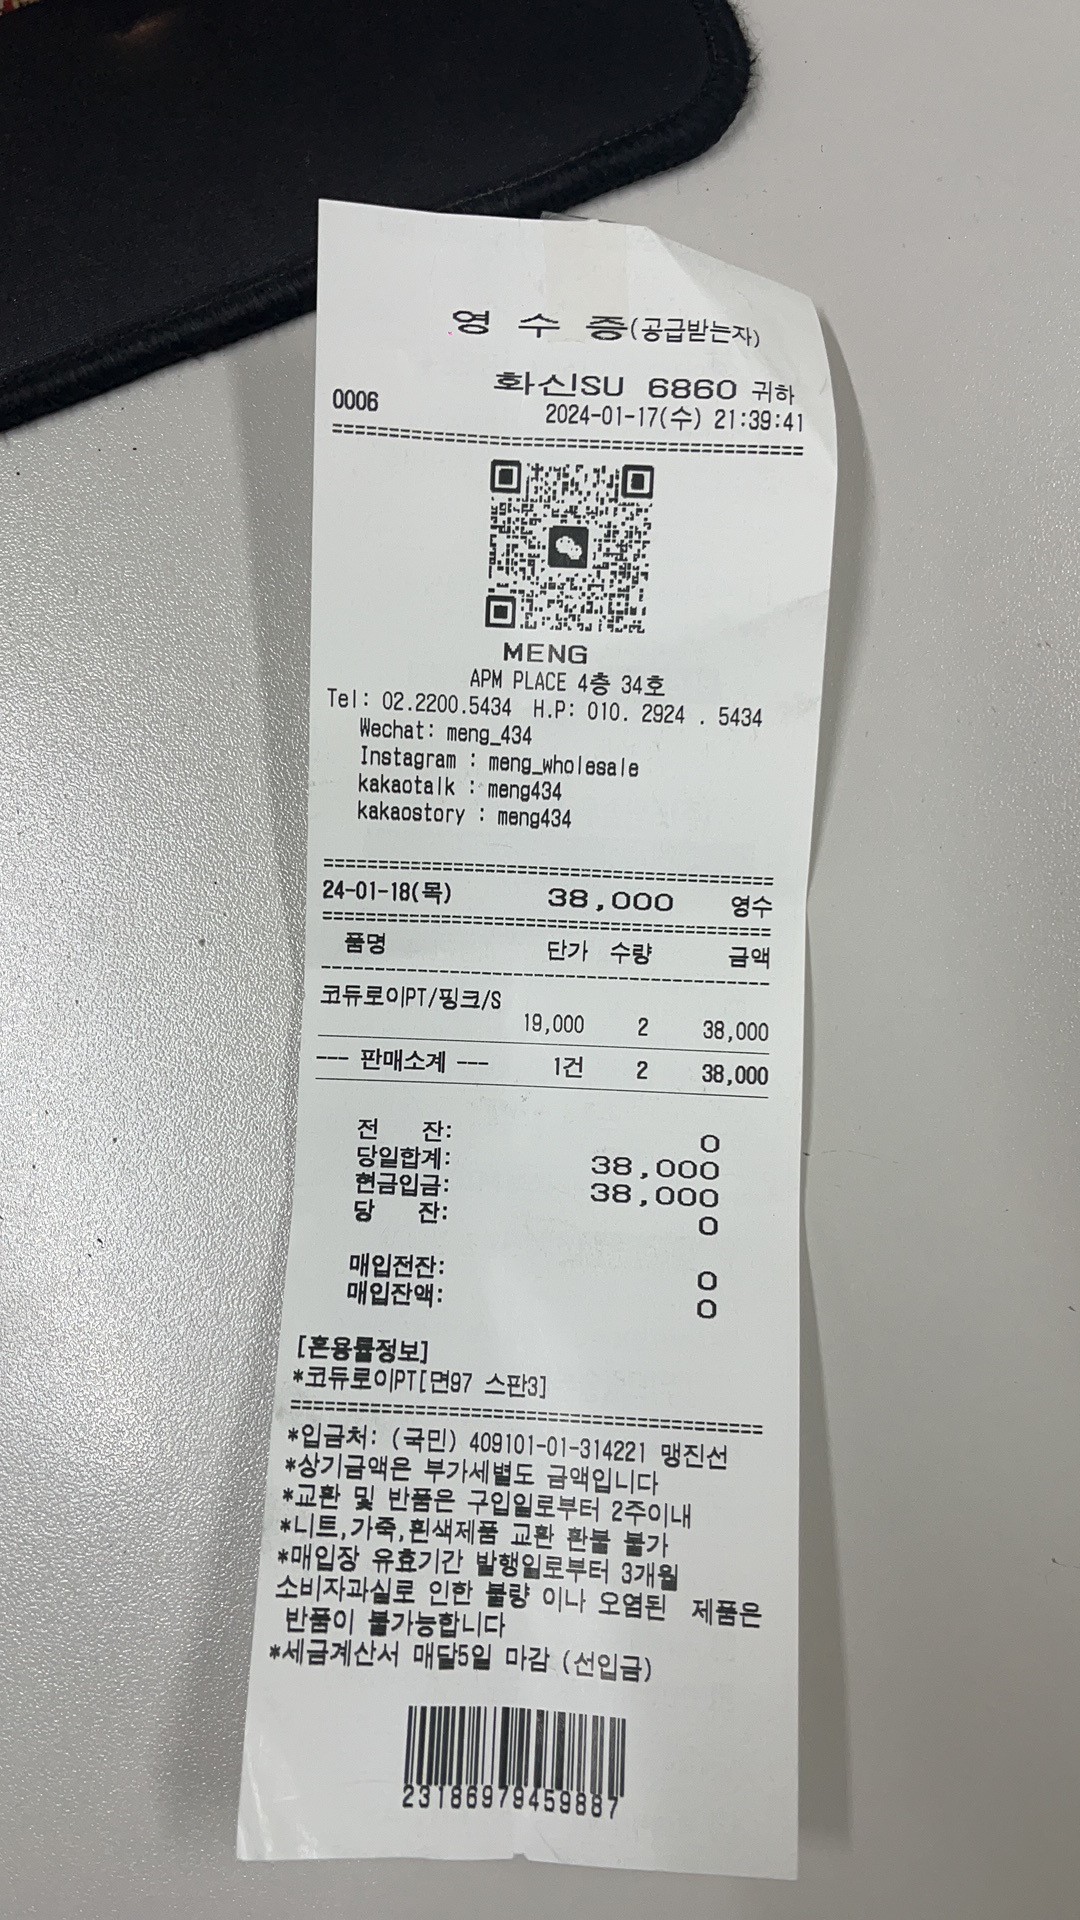 영 수 증(공급받는자)
화신SU 6860 귀하
0006 2024-01-17(수) 21:39:41
MENG
APM PLACE 4층 34호
Tel: 02.2200.5434 H.P: 010. 2924 . 5434
Wechat: meng_434
Instagram : meng_wholesale
kakaotalk : meng434
kakaostory : meng434
24-01-18(목) 38,000 영수
품명 단가 수량 금액
코듀로이PT/핑크/S
19,000 2 38,000
--- 판매소계 --- 1건 2 38,000
전 잔: 0
당일합계: 38,000
현금입금: 38,000
당 잔: 0
매입전잔: 0
매입잔액: 0
[혼용률정보]
*코듀로이PT[면97 스판3]
*입금처: (국민) 409101-01-314221 맹진선
*상기금액은 부가세별도 금액입니다
*교환 및 반품은 구입일로부터 2주이내
*니트,가죽,흰색제품 교환 환불 불가
*매입장 유효기간 발행일로부터 3개월
소비자과실로 인한 불량 이나 오염된 제품은
반품이 불가능합니다
*세금계산서 매달5일 마감 (선입금)
23186979459887